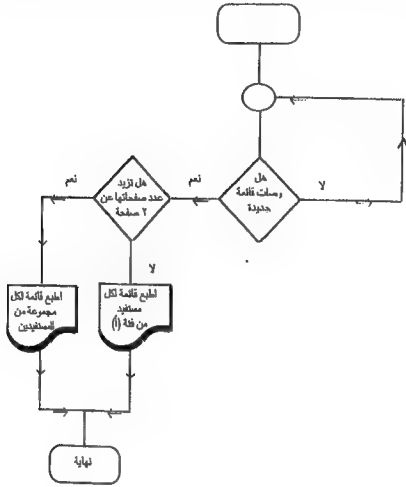 هل
وصلت قائمة
جديدة
لا
نعم
هل تزيد
عدد صفحاتها عن
٢ صفحة
نعم
لا
اطبع قائمة لكل
مستفيد
من فئة (أ)
اطبع قائمة لكل
مجموعة من
المستفيدين
نهاية